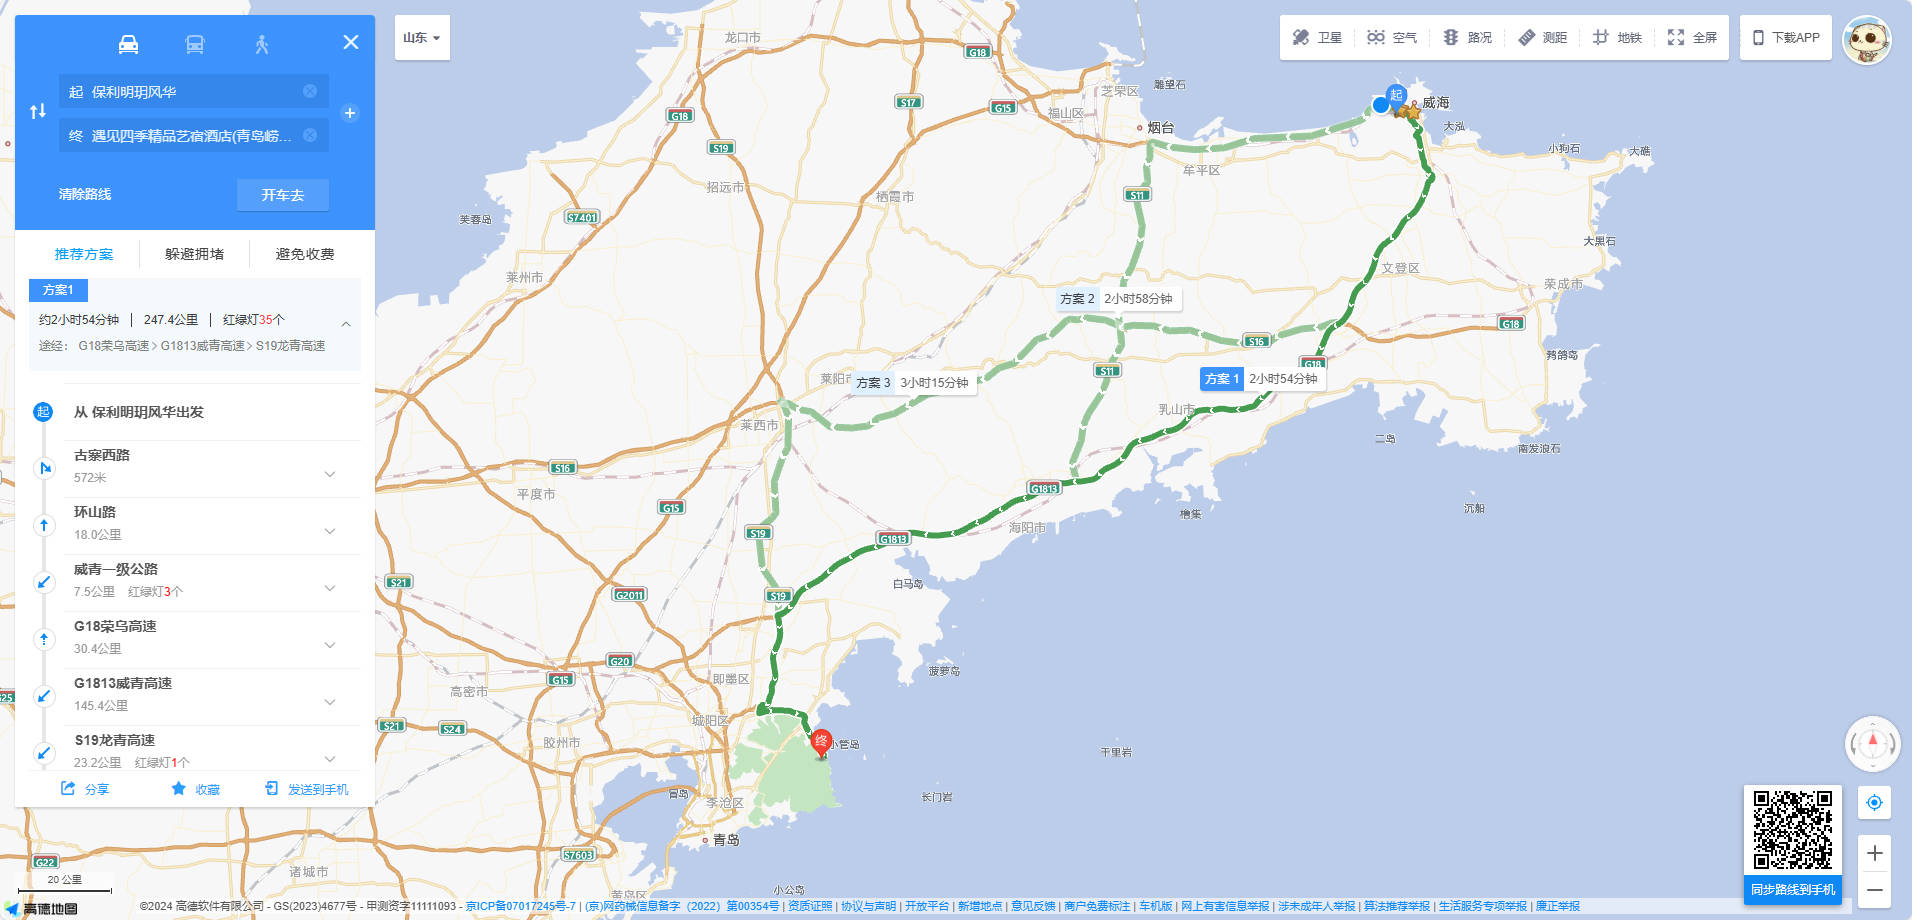 起 保利明玥风华
终 遇见四季精品艺宿酒店(青岛崂...
清除路线
开车去
推荐方案
躲避拥堵
避免收费
方案1
约2小时54分钟 | 247.4公里 | 红绿灯35个
途经： G18荣乌高速 > G1813威青高速 > S19龙青高速
起 从 保利明玥风华出发
古寨西路
572米
环山路
18.0公里
威青一级公路
7.5公里 红绿灯3个
G18荣乌高速
30.4公里
G1813威青高速
145.4公里
S19龙青高速
23.2公里 红绿灯1个
分享
收藏
发送到手机
山东
卫星
空气
路况
测距
地铁
全屏
下载APP
龙口市
G18
S17
G15
芝罘区
雕望石
福山区
烟台
起
威海
大泓
小狗石
大礁
G18
S19
招远市
栖霞市
牟平区
S11
S7401
芙蓉岛
大黑石
莱州市
文登区
荣成市
方案 2 2小时58分钟
S16
G18
G18
鹁鸽岛
莱阳市
方案 3 3小时15分钟
S11
方案 1 2小时54分钟
乳山市
莱西市
二岛
南发浪石
S16
平度市
G15
G1813
槽集
沉船
海阳市
S19
G1813
S21
G2011
S19
白马岛
G20
G15
即墨区
菠萝岛
高密市
G25
S21
S24
城阳区
胶州市
终
小管岛
千里岩
冒岛
李沧区
长门岩
青岛
S7603
G22
诸城市
黄岛区
小公岛
20 公里
高德地图
同步路线到手机
©2024 高德软件有限公司 - GS(2023)4677号 - 甲测资字11111093 - 京ICP备07017245号-7 | (京)网药械信息备字（2022）第00354号 | 资质证照 | 协议与声明 | 开放平台 | 新增地点 | 意见反馈 | 商户免费标注 | 车机版 | 网上有害信息举报 | 涉未成年人举报 | 算法推荐举报 | 生活服务专项举报 | 廉正举报